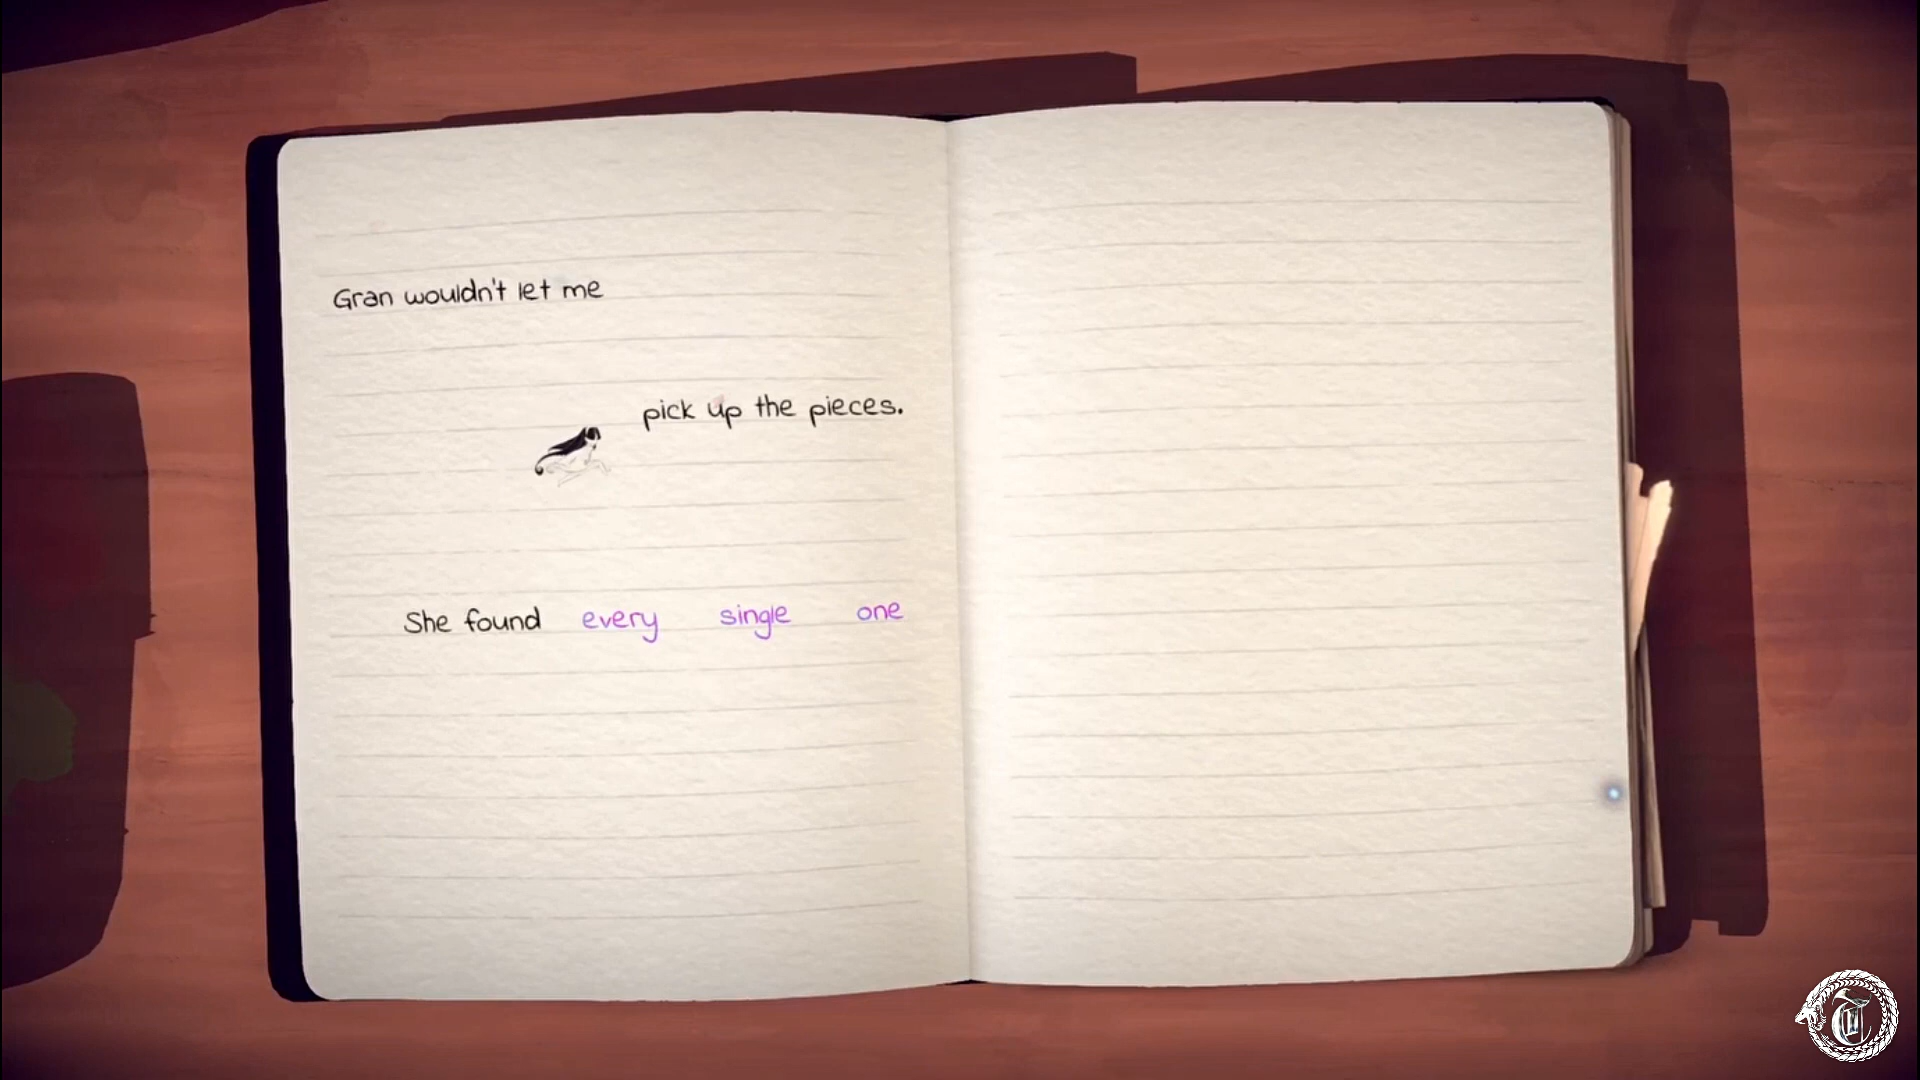 Gran wouldn't let me
pick up the pieces.
She found every single one